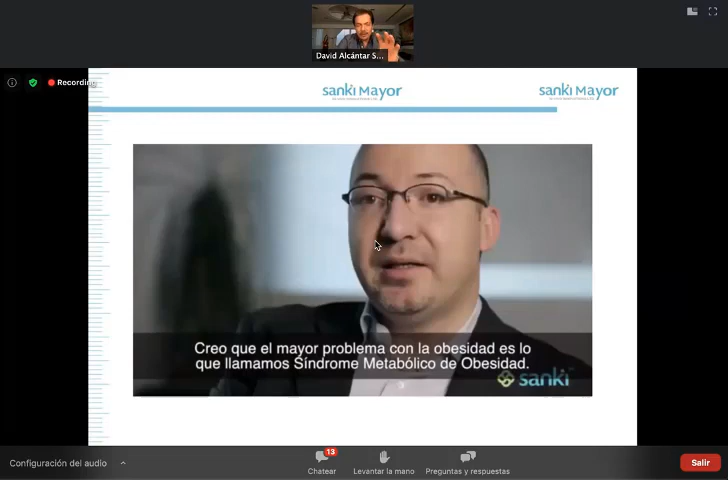 David Alcántar S...
Recording
sanki Mayor
sanki Mayor
Creo que el mayor problema con la obesidad es lo
que llamamos Síndrome Metabólico de Obesidad.
sanki
Configuración del audio
13
Chatear
Levantar la mano
Preguntas y respuestas
Salir